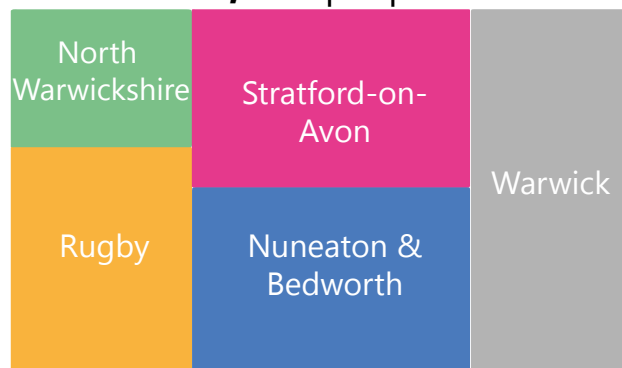 North
Warwickshire
Stratford-on-
Avon
Warwick
Rugby
Nuneaton &
Bedworth